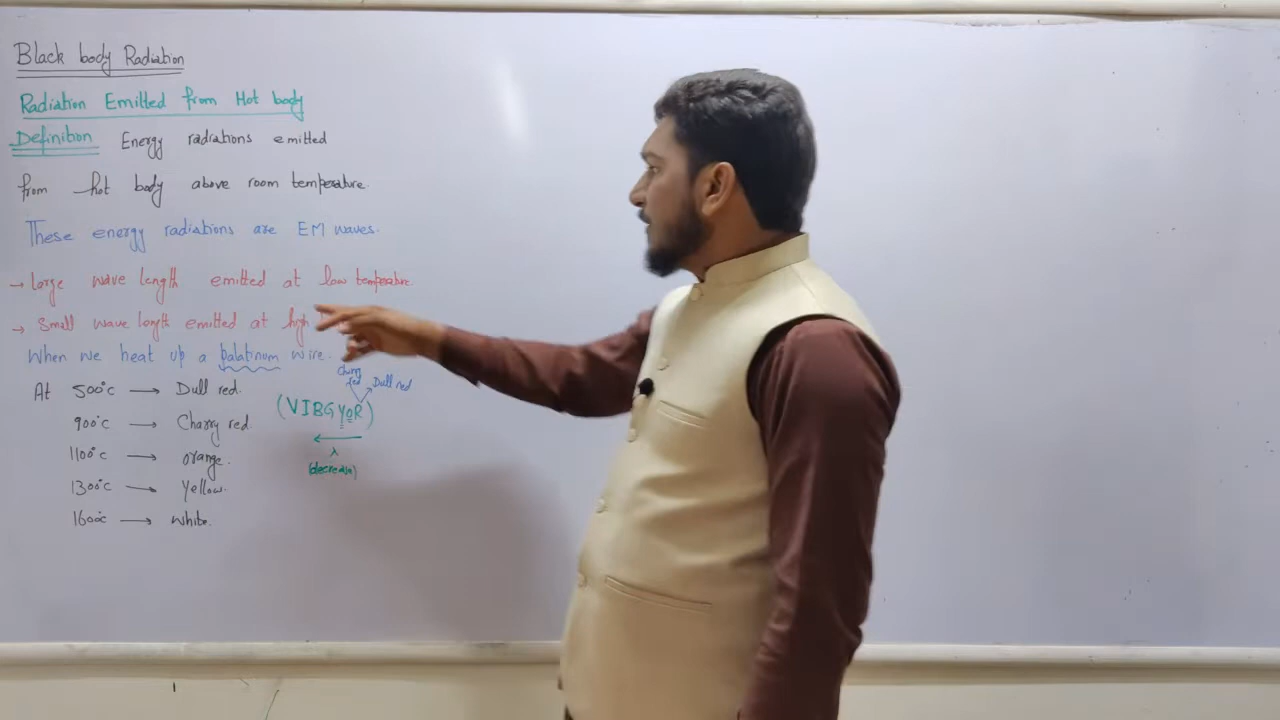 Black body Radiation
Radiation Emitted from Hot body
Definition Energy radiations emitted
from hot body above room temperature.
These energy radiations are EM waves.
→ Large wave length emitted at low temperature
→ Small wave length emitted at high
When we heat up a palatinum wire.
At 500°c → Dull red.
900°c → Charry red.
1100°c → orange.
1300°c → Yellow.
1600°c → white.
Charry red Dull red
(VIBGYOR)
←
λ
(decrease)